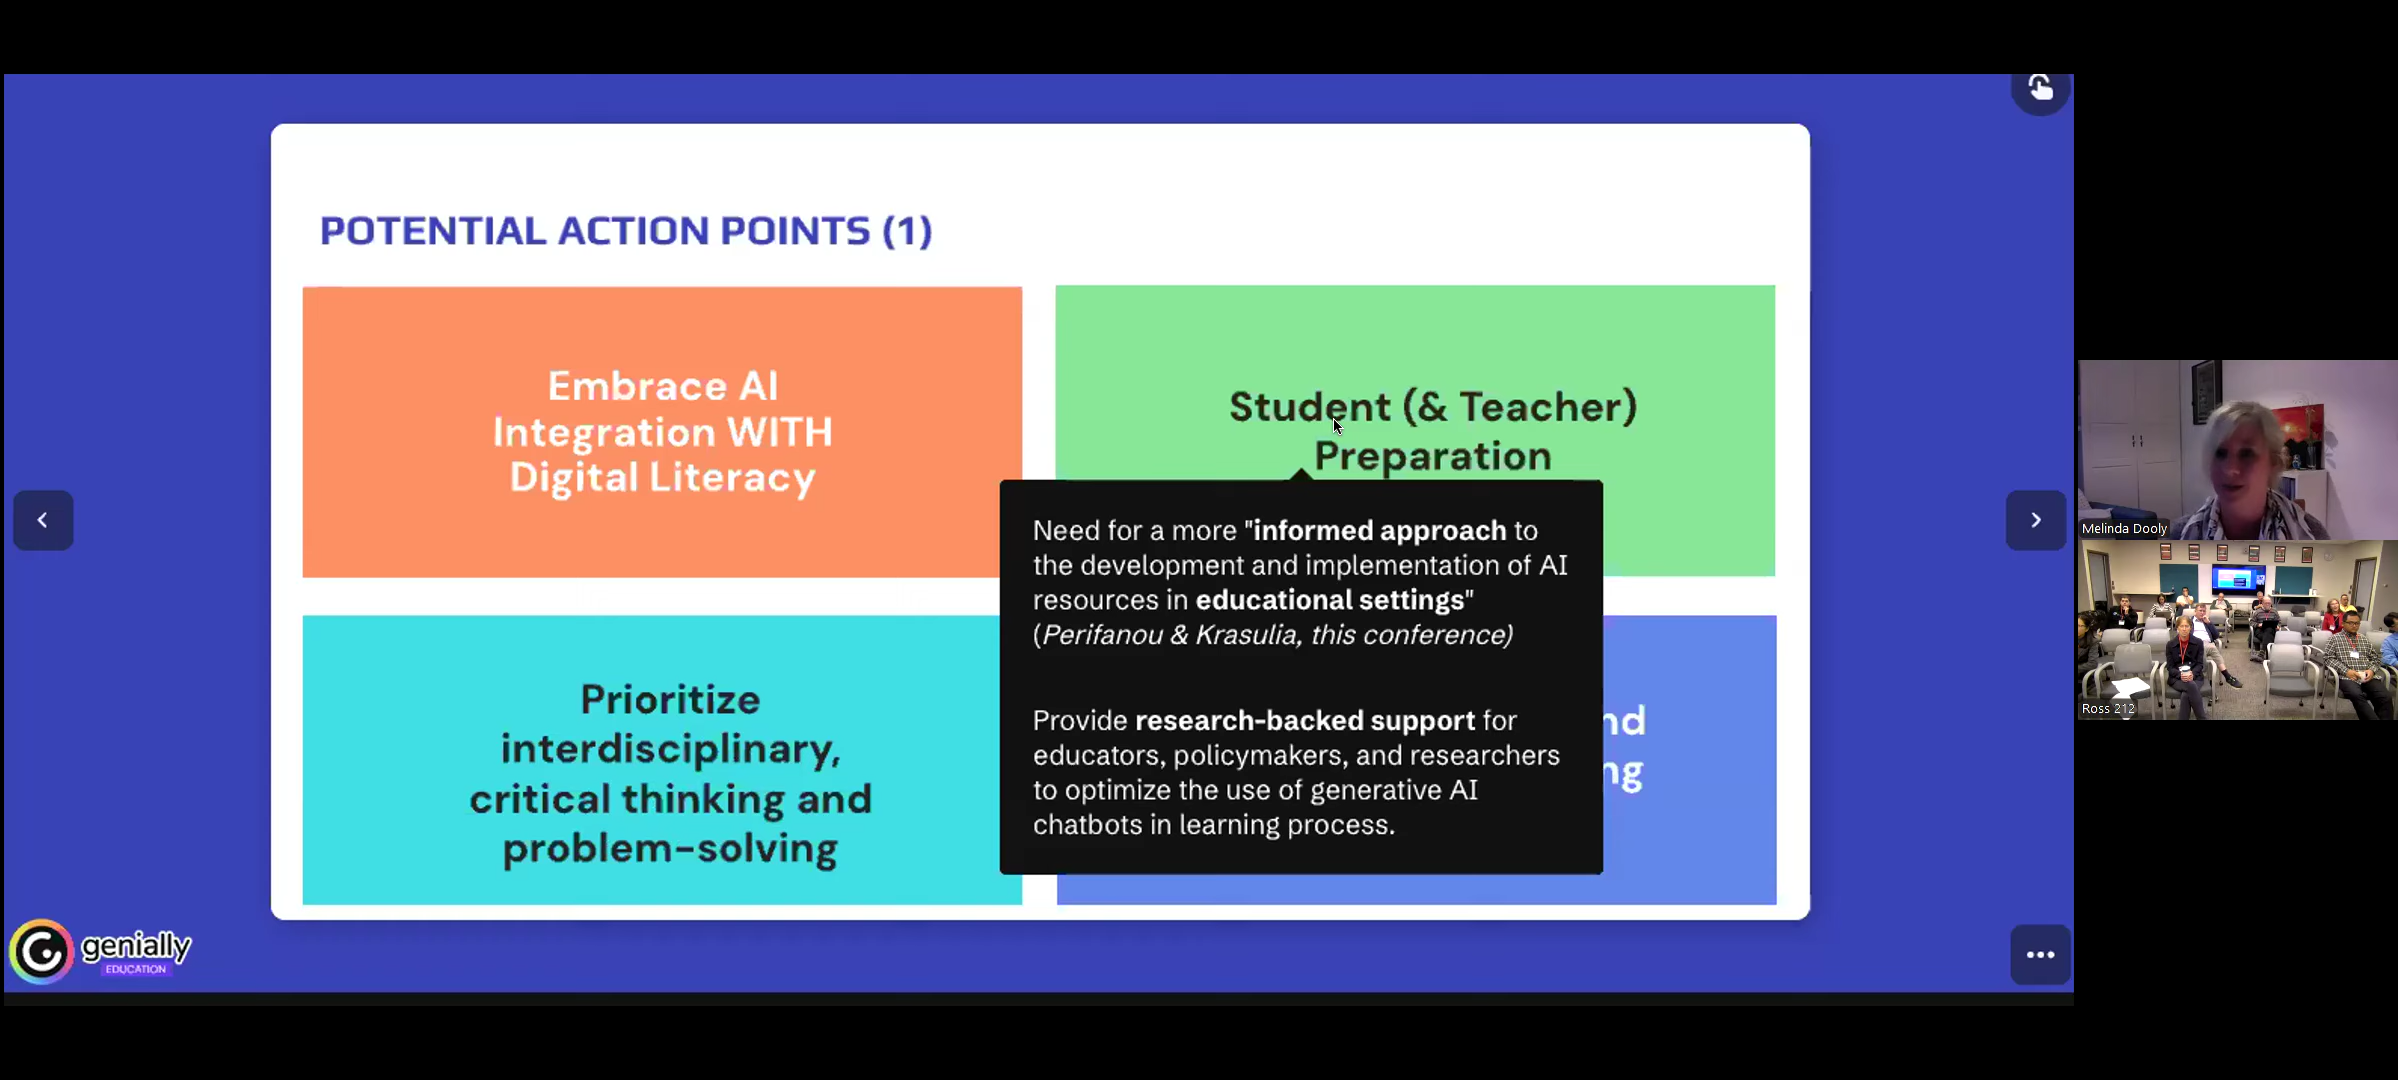 POTENTIAL ACTION POINTS (1)
Embrace AI
Integration WITH
Digital Literacy
Student (& Teacher)
Preparation
Need for a more "informed approach to
the development and implementation of AI
resources in educational settings"
(Perifanou & Krasulia, this conference)
Provide research-backed support for
educators, policymakers, and researchers
to optimize the use of generative AI
chatbots in learning process.
Prioritize
interdisciplinary,
critical thinking and
problem-solving
genially
EDUCATION
Melinda Dooly
Ross 212